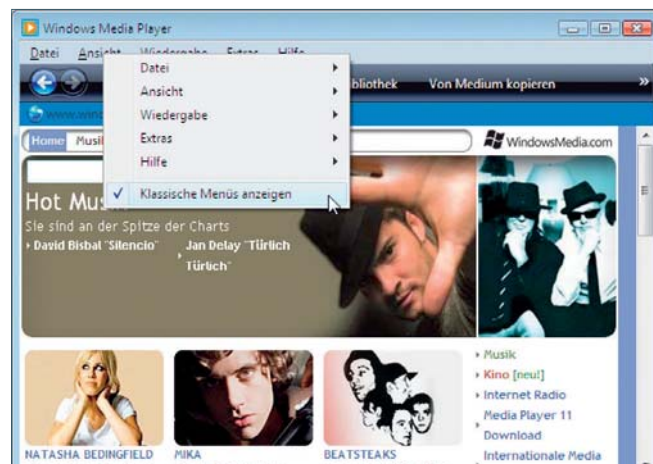 Windows Media Player
Datei Ansicht Wiedergabe Extras Hilfe
Datei
Ansicht
Wiedergabe
Extras
Hilfe
Klassische Menüs anzeigen
Von Medium kopieren »
Home
WindowsMedia.com
Hot
Sie sind an der Spitze der Charts
David Bisbal "Silencio"
Jan Delay "Türlich
Türlich"
NATASHA BEDINGFIELD
MIKA
BEATSTEAKS
Musik
Kino [neu!]
Internet Radio
Media Player 11
Download
Internationale Media